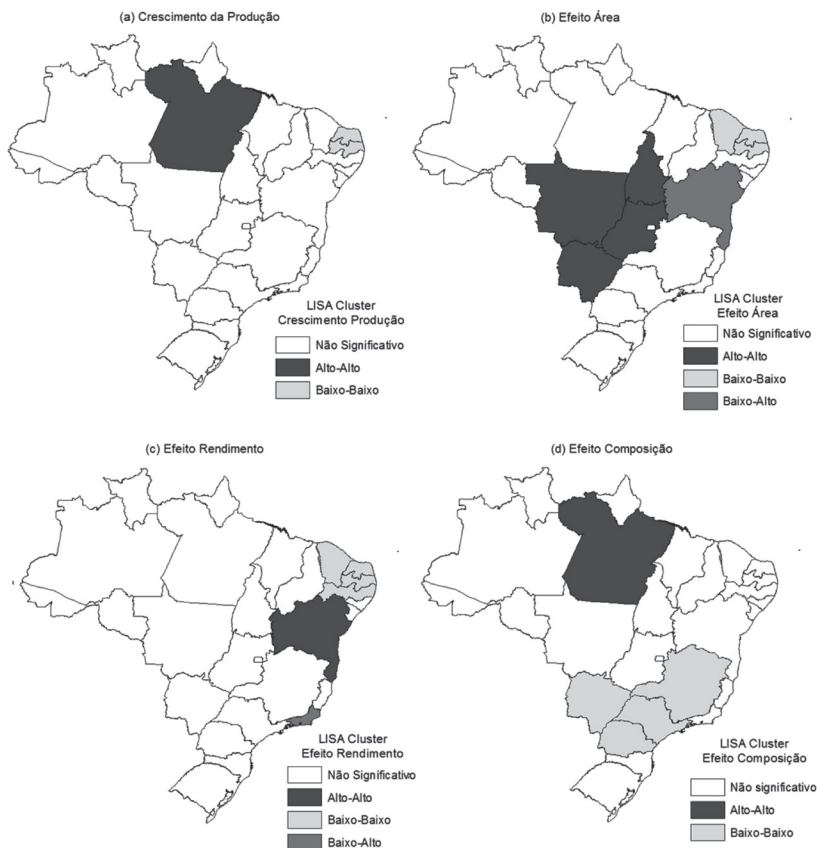 (a) Crescimento da Produção
LISA Cluster
Crescimento Produção
Não Significativo
Alto-Alto
Baixo-Baixo
(b) Efeito Área
LISA Cluster
Efeito Área
Não Significativo
Alto-Alto
Baixo-Baixo
Baixo-Alto
(c) Efeito Rendimento
LISA Cluster
Efeito Rendimento
Não Significativo
Alto-Alto
Baixo-Baixo
Baixo-Alto
(d) Efeito Composição
LISA Cluster
Efeito Composição
Não significativo
Alto-Alto
Baixo-Baixo